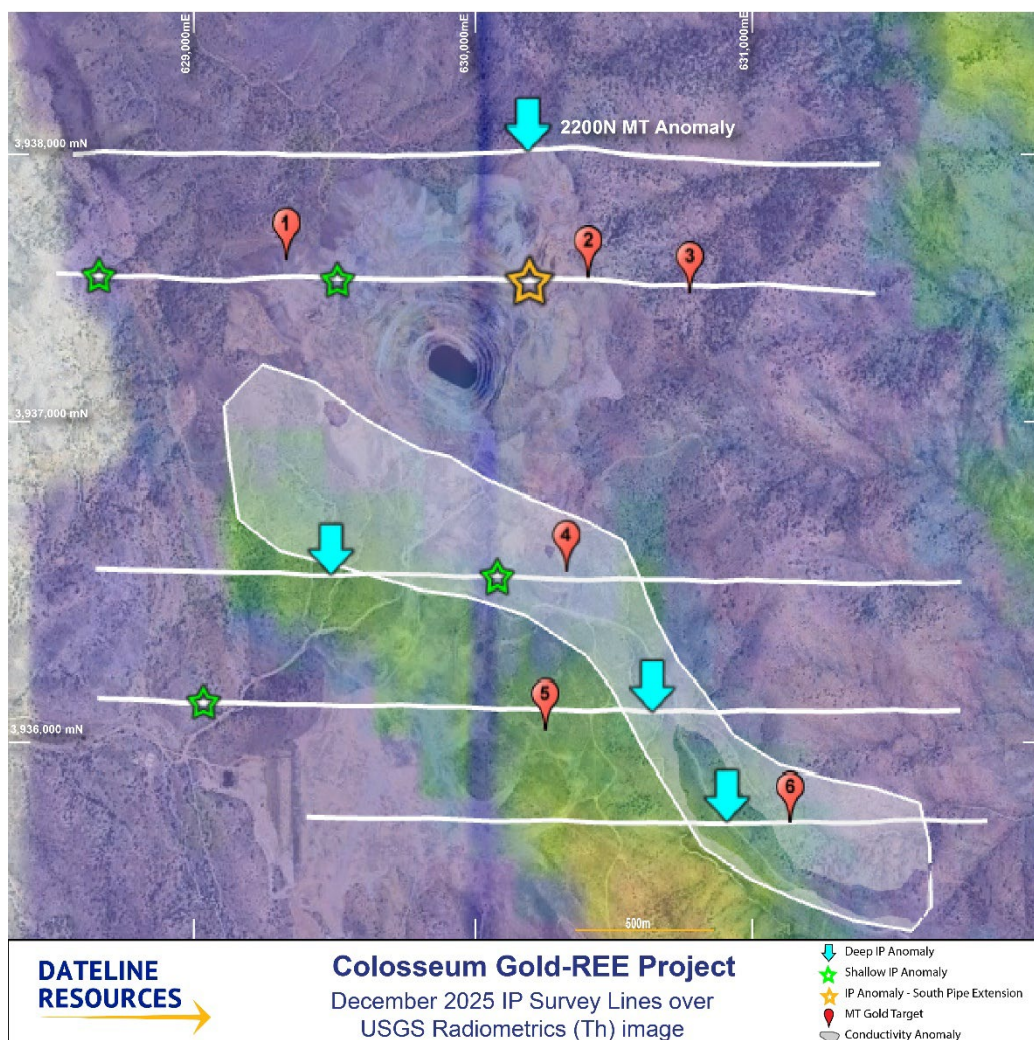 629,000mE
630,000mE
631,000mE
2200N MT Anomaly
3,938,000 mN
1
2
3
3,937,000 mN
4
5
3,936,000 mN
6
500m
DATELINE
RESOURCES
Colosseum Gold-REE Project
December 2025 IP Survey Lines over
USGS Radiometrics (Th) image
Deep IP Anomaly
Shallow IP Anomaly
IP Anomaly - South Pipe Extension
MT Gold Target
Conductivity Anomaly